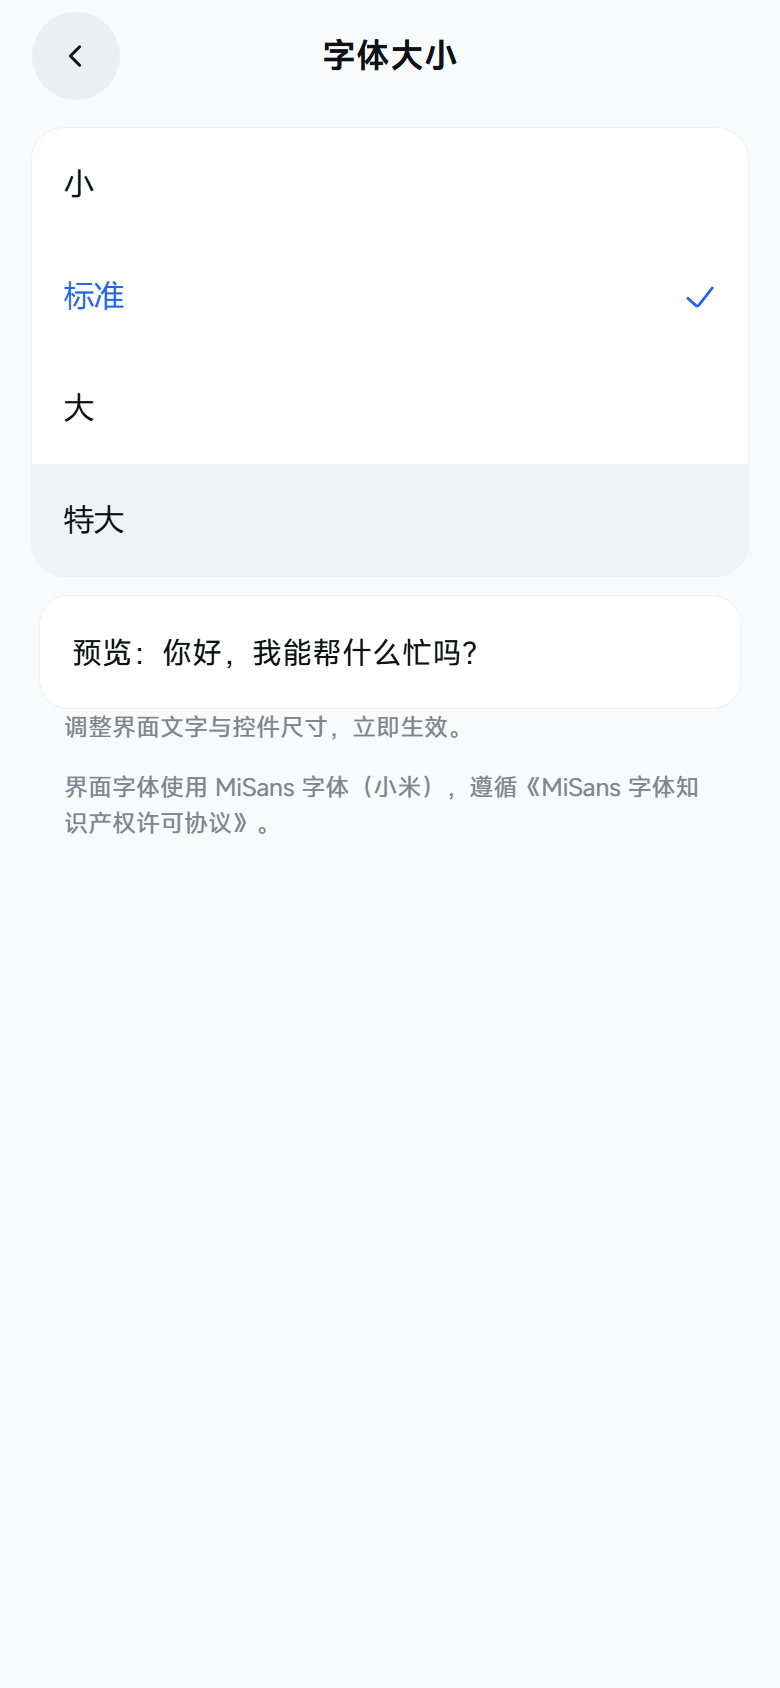 字体大小
小
标准
大
特大
预览：你好，我能帮什么忙吗？
调整界面文字与控件尺寸，立即生效。
界面字体使用 MiSans 字体（小米），遵循《MiSans 字体知
识产权许可协议》。